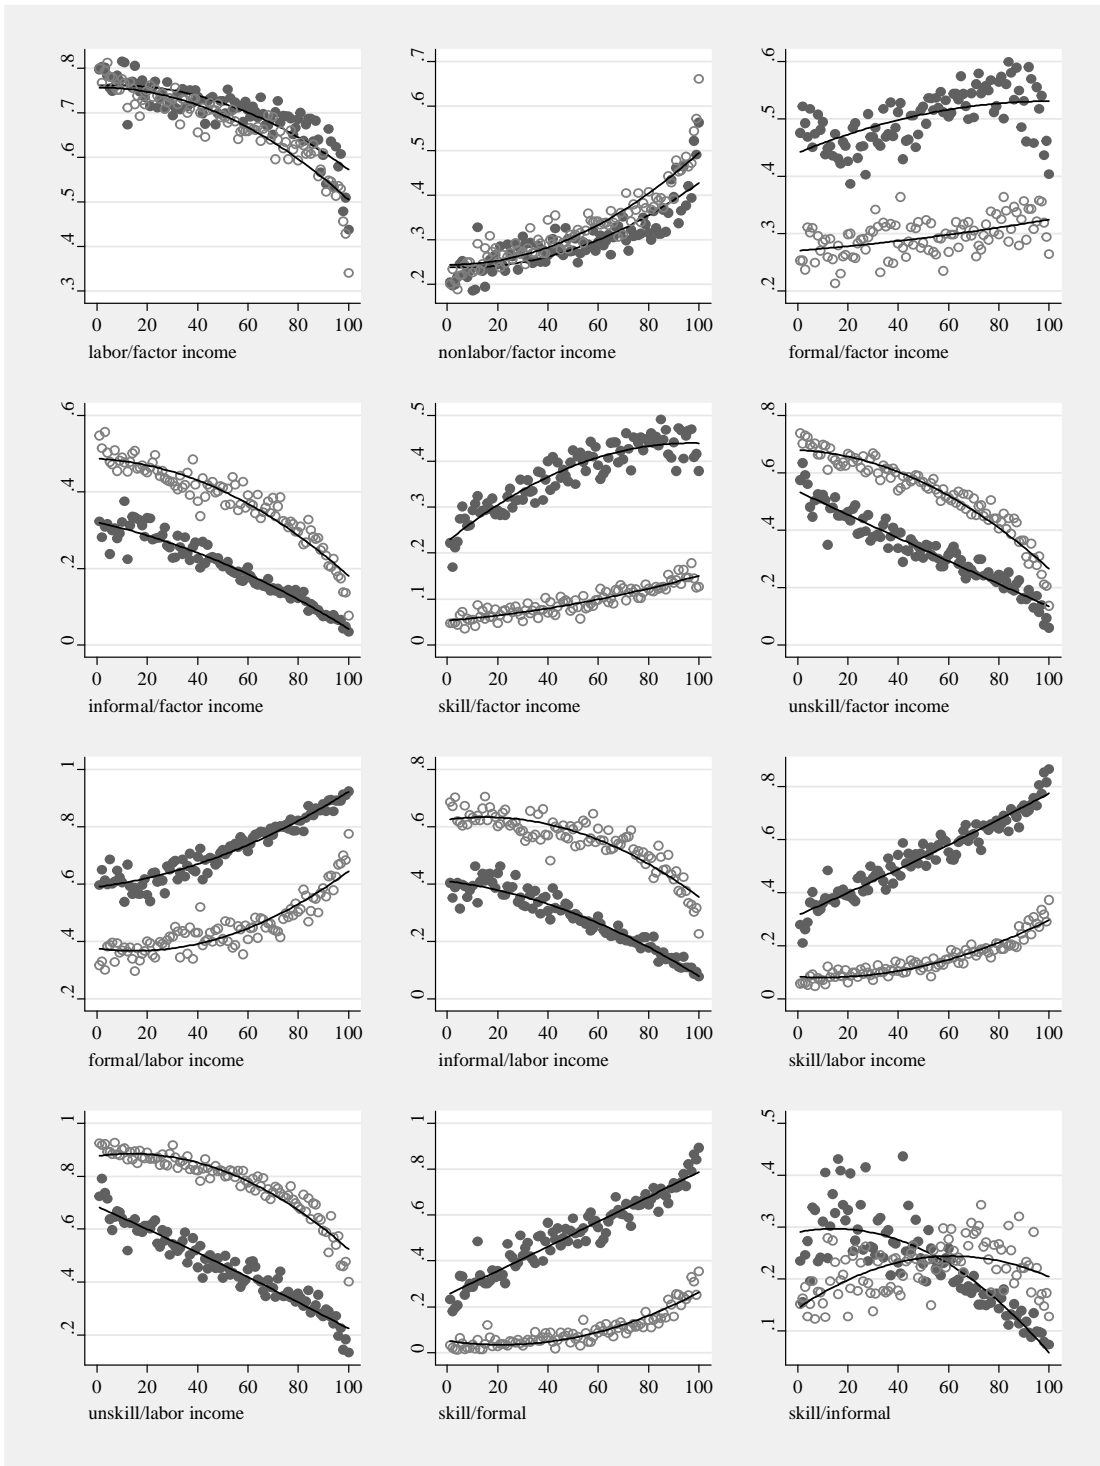 .8
.7
.6
.5
.4
.3
0 20 40 60 80 100
labor/factor income
.7
.6
.5
.4
.3
.2
0 20 40 60 80 100
nonlabor/factor income
.6
.5
.4
.3
.2
0 20 40 60 80 100
formal/factor income
.6
.4
.2
0
0 20 40 60 80 100
informal/factor income
.5
.4
.3
.2
.1
0
0 20 40 60 80 100
skill/factor income
.8
.6
.4
.2
0
0 20 40 60 80 100
unskill/factor income
1
.8
.6
.4
.2
0 20 40 60 80 100
formal/labor income
.8
.6
.4
.2
0
0 20 40 60 80 100
informal/labor income
.8
.6
.4
.2
0
0 20 40 60 80 100
skill/labor income
1
.8
.6
.4
.2
0 20 40 60 80 100
unskill/labor income
1
.8
.6
.4
.2
0
0 20 40 60 80 100
skill/formal
.5
.4
.3
.2
.1
0 20 40 60 80 100
skill/informal